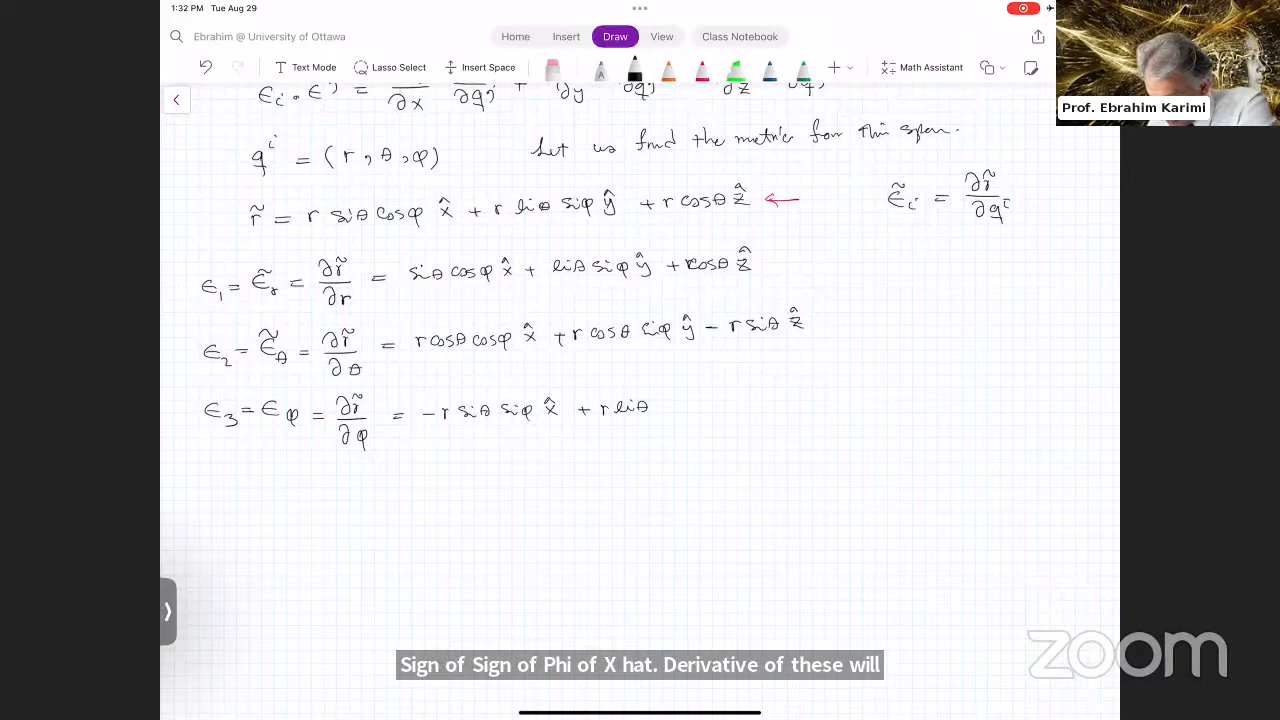 1:32 PM Tue Aug 29
Ebrahim @ University of Ottawa
Home Insert Draw View Class Notebook
Text Mode Lasso Select Insert Space Math Assistant
Prof. Ebrahim Karimi
q^i = (r, θ, φ) Let us find the metric for this space.
r̃ = r sinθ cosφ x̂ + r sinθ sinφ ŷ + r cosθ ẑ ← ϵ̃_i = ∂r̃/∂q^i
ϵ_1 = ϵ̃_r = ∂r̃/∂r = sinθ cosφ x̂ + sinθ sinφ ŷ + rcosθ ẑ
ϵ_2 = ϵ̃_θ = ∂r̃/∂θ = r cosθ cosφ x̂ + r cosθ sinφ ŷ - r sinθ ẑ
ϵ_3 = ϵ_φ = ∂r̃/∂φ = - r sinθ sinφ x̂ + r sinθ
Sign of Sign of Phi of X hat. Derivative of these will
zoom